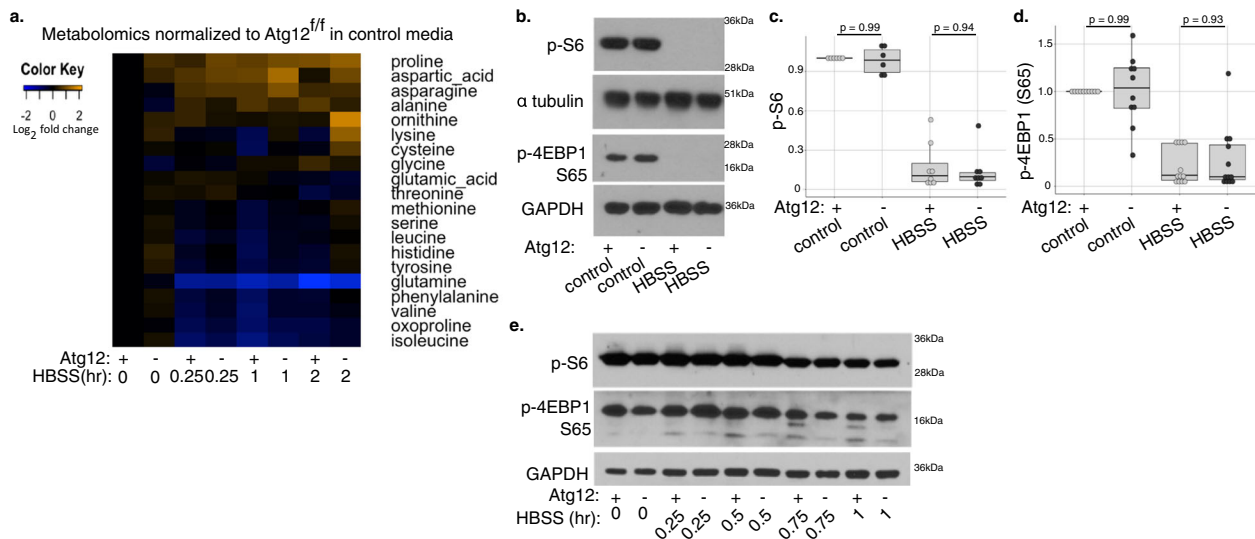 a.
Metabolomics normalized to Atg12f/f in control media
Color Key
-2 0 2
Log2 fold change
proline
aspartic_acid
asparagine
alanine
ornithine
lysine
cysteine
glycine
glutamic_acid
threonine
methionine
serine
leucine
histidine
tyrosine
glutamine
phenylalanine
valine
oxoproline
isoleucine
Atg12: + - + - + - + -
HBSS(hr): 0 0 0.25 0.25 1 1 2 2
b.
p-S6
36kDa
28kDa
α tubulin
51kDa
p-4EBP1
S65
28kDa
16kDa
GAPDH
36kDa
Atg12: + - + -
control control HBSS HBSS
c.
p = 0.99
p = 0.94
p-S6
0.9
0.6
0.3
0
Atg12: + - + -
control control HBSS HBSS
d.
p = 0.99
p = 0.93
p-4EBP1 (S65)
1.5
1.0
0.5
0
Atg12: + - + -
control control HBSS HBSS
e.
p-S6
36kDa
28kDa
p-4EBP1
S65
16kDa
GAPDH
36kDa
Atg12: + - + - + - + - + -
HBSS (hr): 0 0 0.25 0.25 0.5 0.5 0.75 0.75 1 1